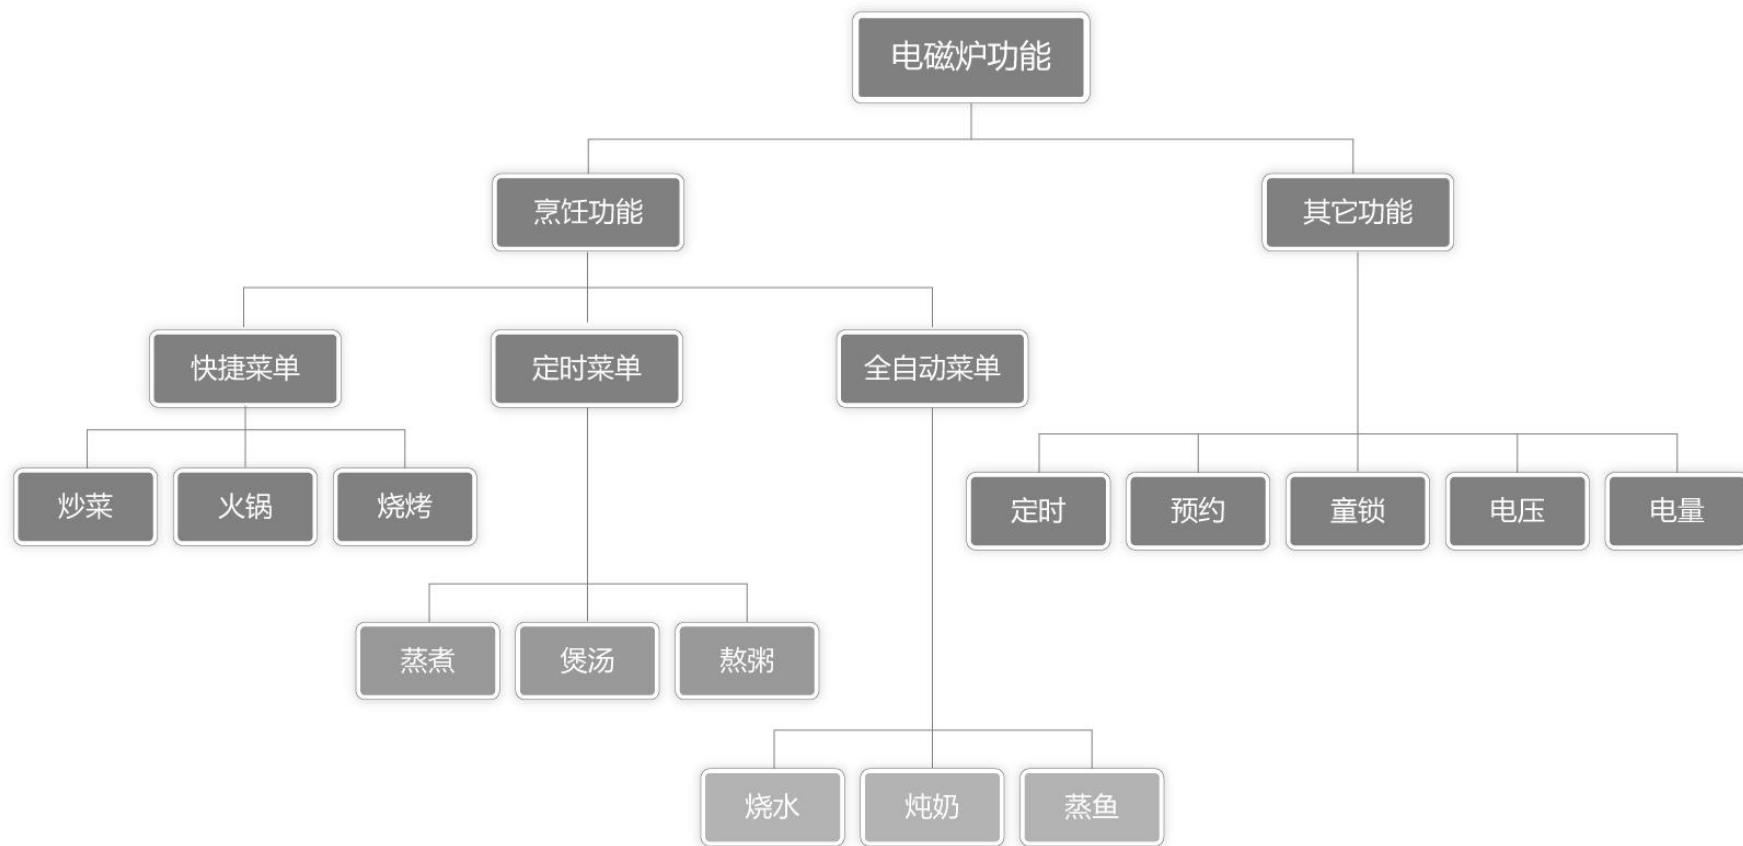 电磁炉功能
烹饪功能
其它功能
快捷菜单
定时菜单
全自动菜单
炒菜
火锅
烧烤
定时
预约
童锁
电压
电量
蒸煮
煲汤
熬粥
烧水
炖奶
蒸鱼